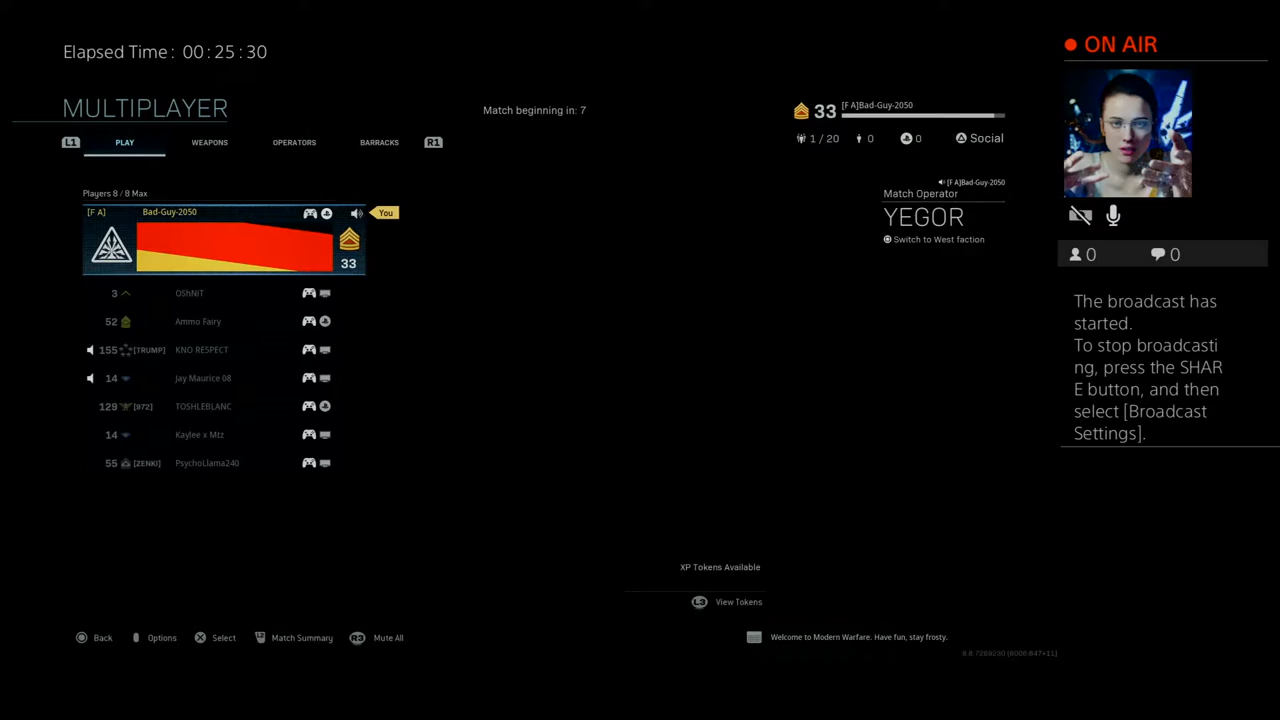 Elapsed Time: 00:25:30
ON AIR
MULTIPLAYER
Match beginning in: 7
33 [F A]Bad-Guy-2050
L1 PLAY WEAPONS OPERATORS BARRACKS R1
1 / 20 0 0 Social
Players 8 / 8 Max
[F A]Bad-Guy-2050
Match Operator
YEGOR
Switch to West faction
[F A] Bad-Guy-2050 You
33
3 OShNiT
52 Ammo Fairy
155 [TRUMP] KNO RESPECT
14 Jay Maurice 08
129 [972] TOSHLEBLANC
14 Kaylee x Mtz
55 [ZENKI] PsychoLlama240
0 0
The broadcast has
started.
To stop broadcasti
ng, press the SHAR
E button, and then
select [Broadcast
Settings].
XP Tokens Available
L3 View Tokens
Back Options Select Match Summary R3 Mute All
Welcome to Modern Warfare. Have fun, stay frosty.